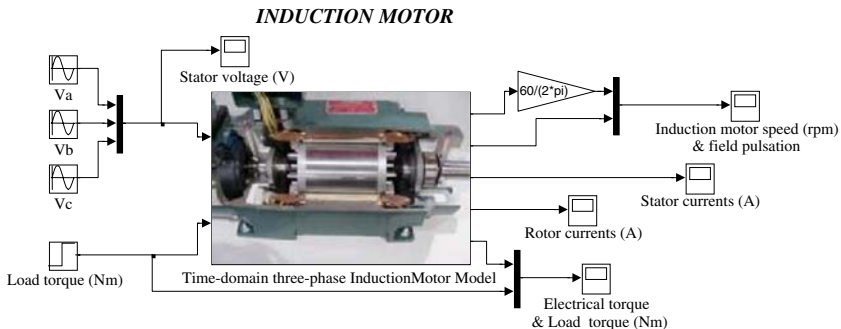 INDUCTION MOTOR
Stator voltage (V)
Va
Vb
Vc
60/(2*pi)
Induction motor speed (rpm)
& field pulsation
Stator currents (A)
Rotor currents (A)
Load torque (Nm)
Time-domain three-phase InductionMotor Model
Electrical torque
& Load torque (Nm)